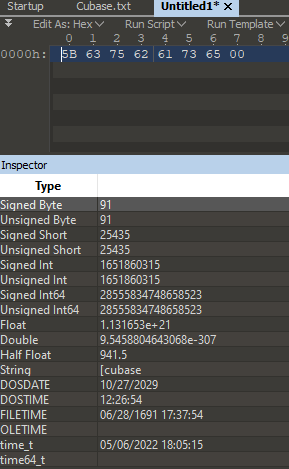 Startup Cubase.txt Untitled1* ×
Edit As: Hex Run Script Run Template
0 1 2 3 4 5 6 7 8 9
0000h: 5B 63 75 62 61 73 65 00
Inspector
Type
Signed Byte 91
Unsigned Byte 91
Signed Short 25435
Unsigned Short 25435
Signed Int 1651860315
Unsigned Int 1651860315
Signed Int64 28555834748658523
Unsigned Int64 28555834748658523
Float 1.131653e+21
Double 9.5458804643068e-307
Half Float 941.5
String [cubase
DOSDATE 10/27/2029
DOSTIME 12:26:54
FILETIME 06/28/1691 17:37:54
OLETIME
time_t 05/06/2022 18:05:15
time64_t